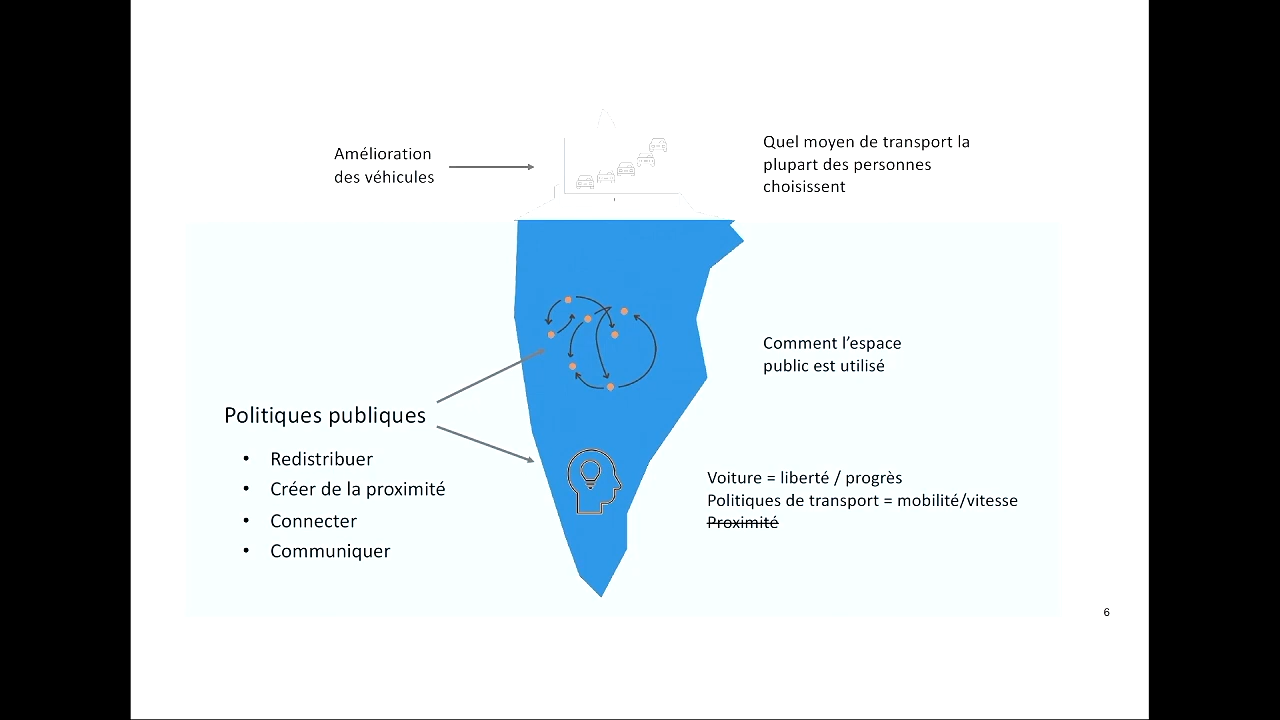 Amélioration
des véhicules
Quel moyen de transport la
plupart des personnes
choisissent
Comment l’espace
public est utilisé
Politiques publiques
• Redistribuer
• Créer de la proximité
• Connecter
• Communiquer
Voiture = liberté / progrès
Politiques de transport = mobilité/vitesse
Proximité
6